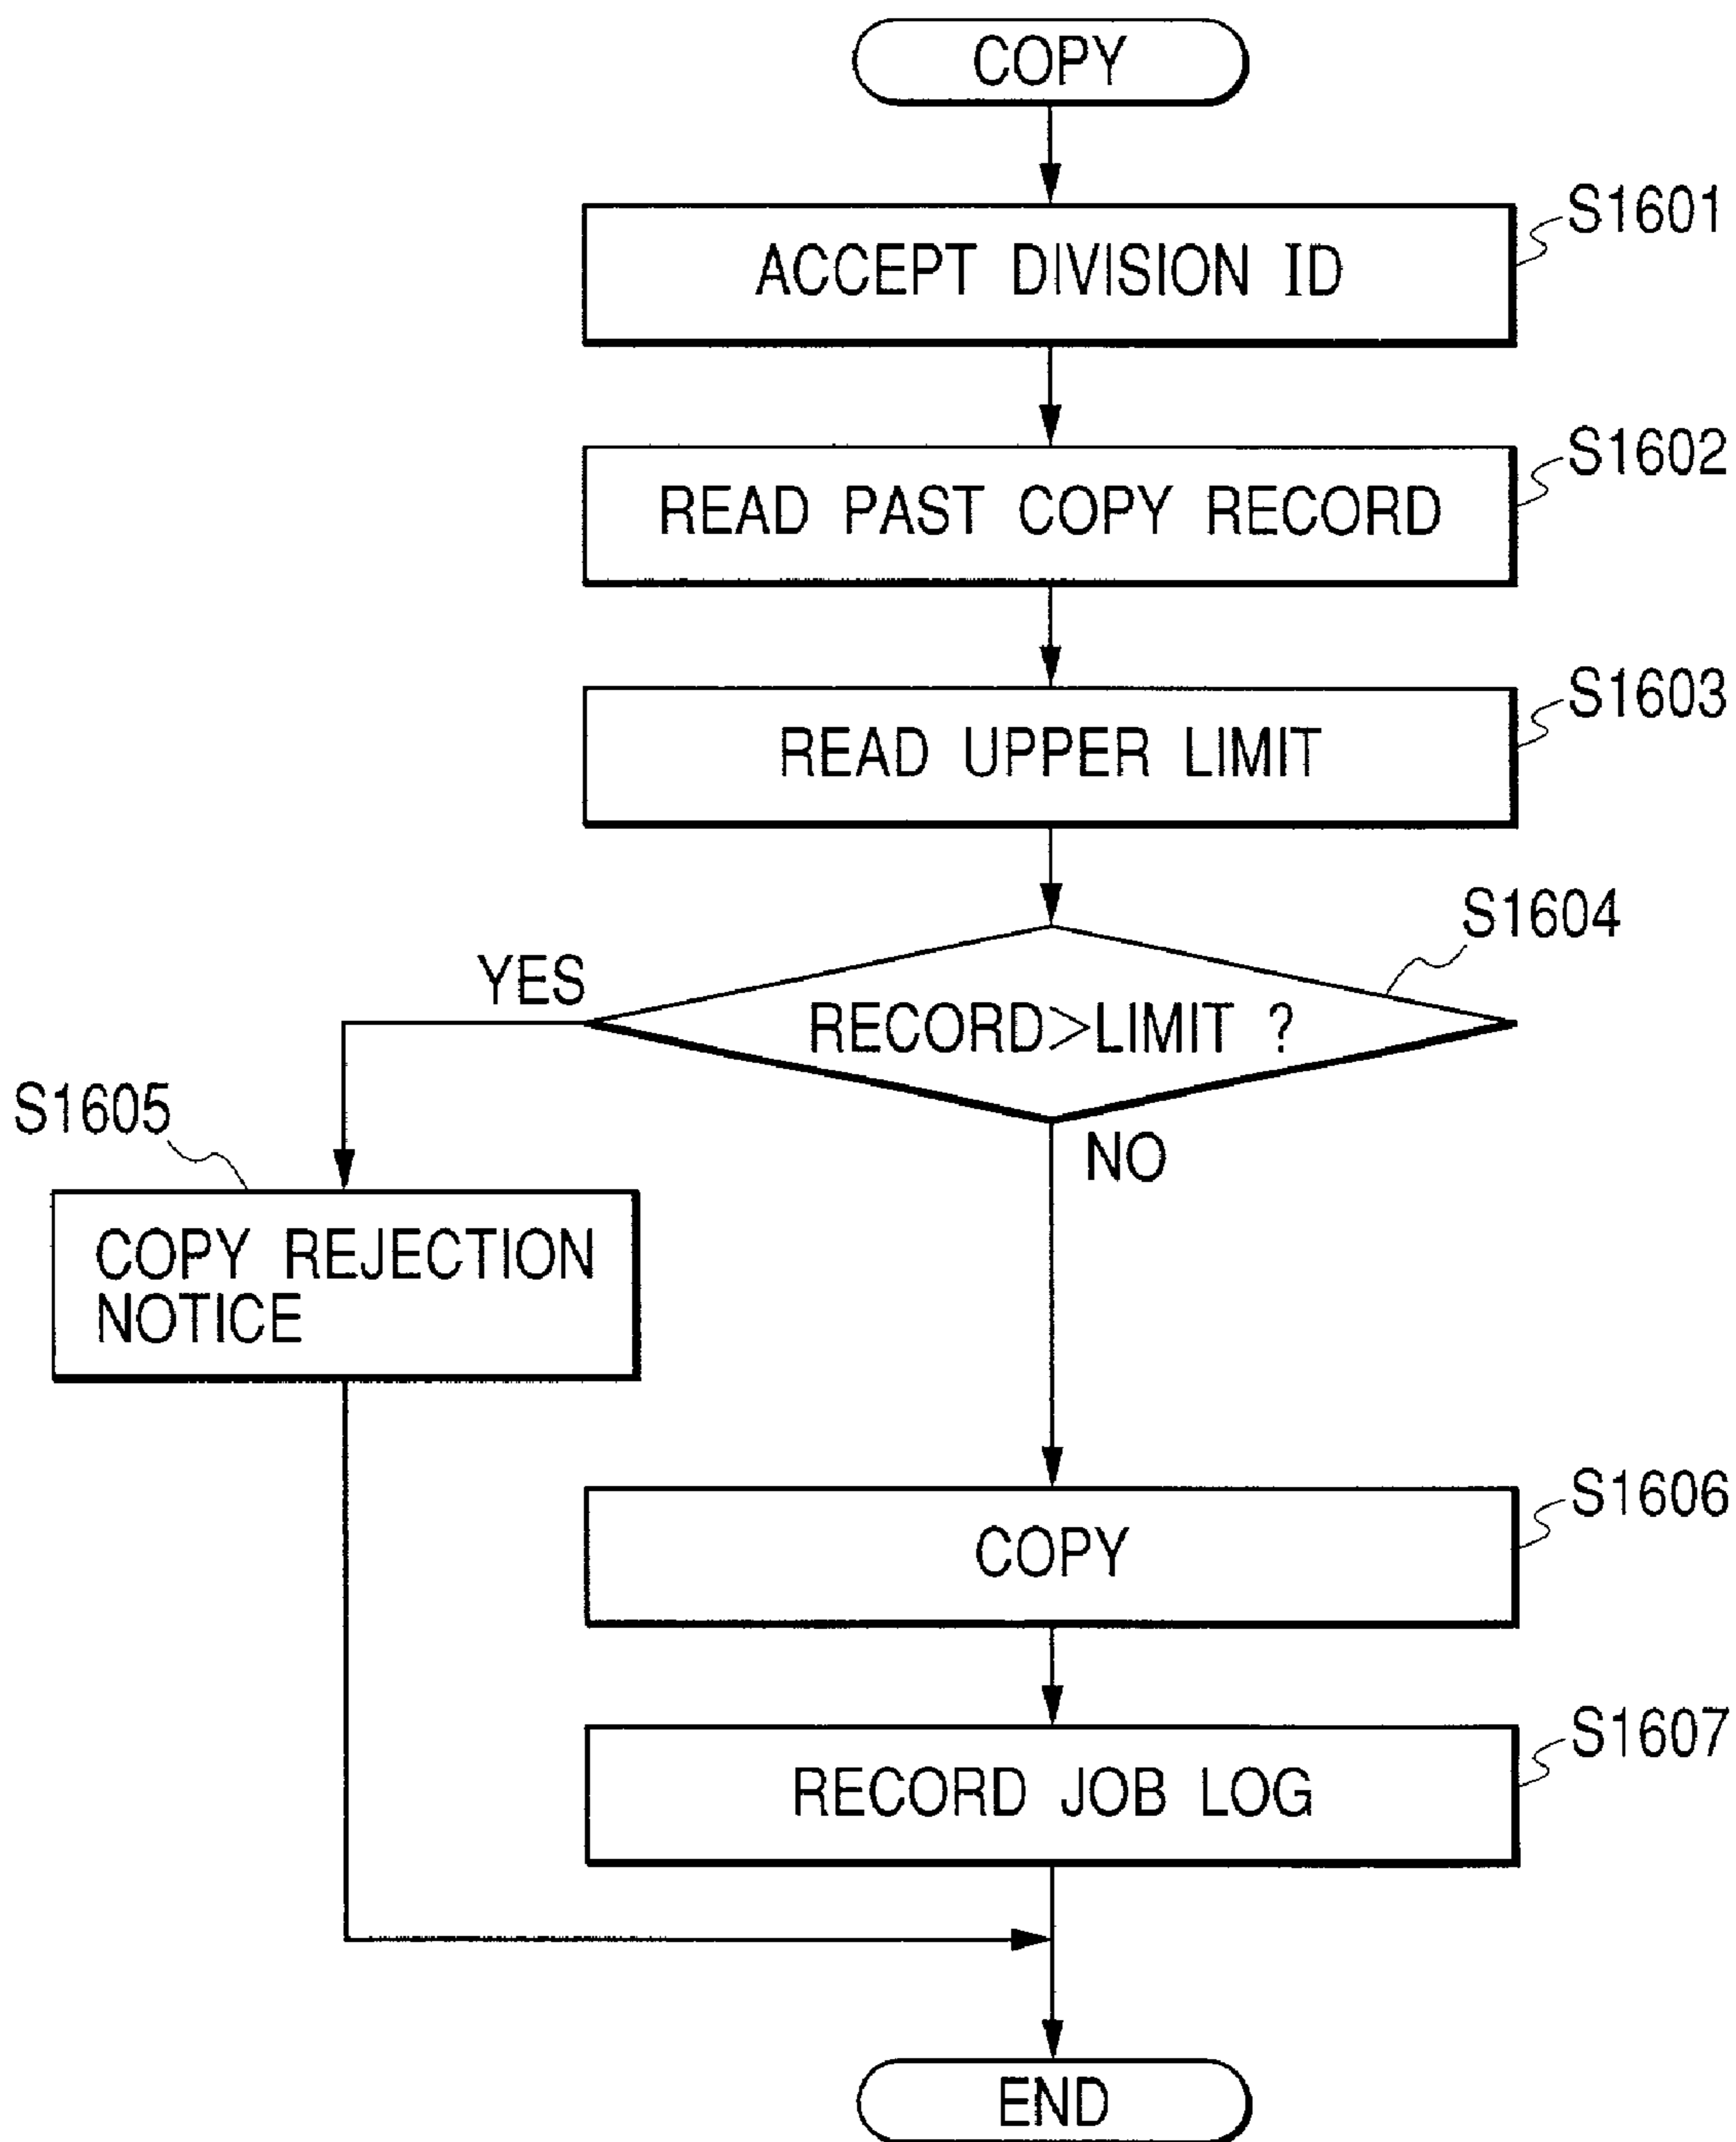 COPY
S1601
ACCEPT DIVISION ID
S1602
READ PAST COPY RECORD
S1603
READ UPPER LIMIT
S1604
YES
RECORD>LIMIT ?
S1605
NO
COPY REJECTION
NOTICE
S1606
COPY
S1607
RECORD JOB LOG
END